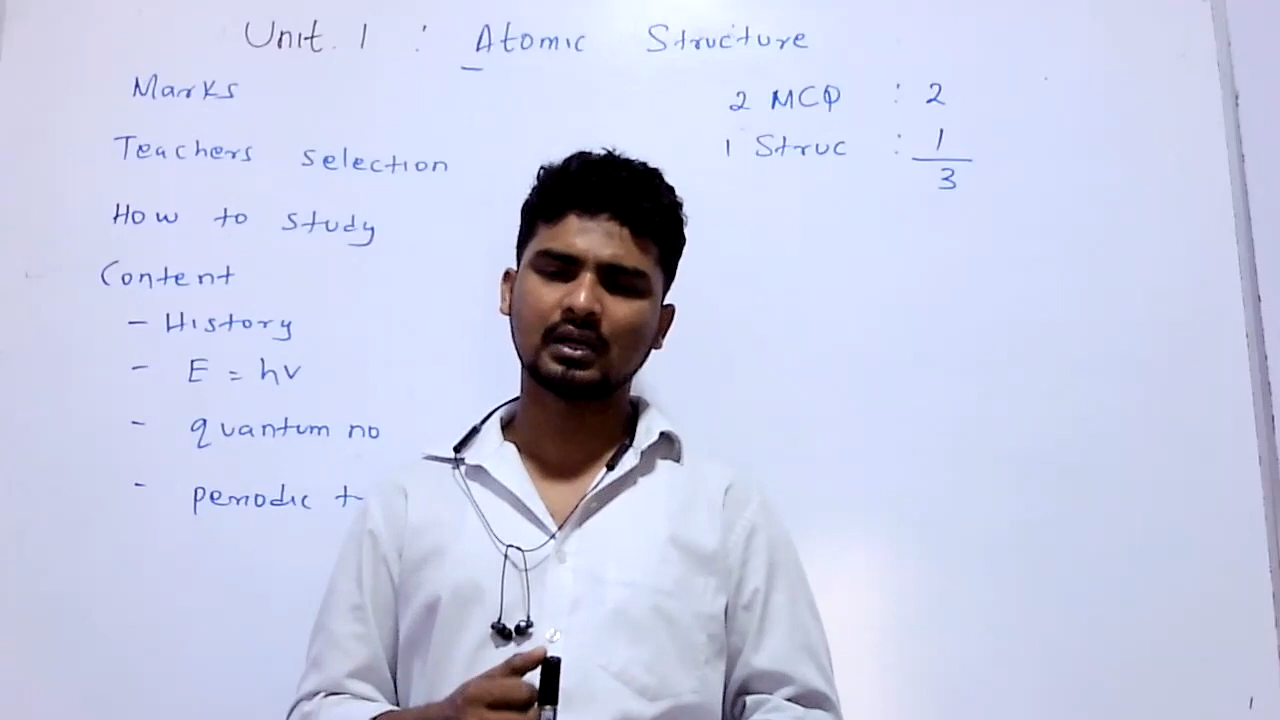 Unit. 1 : Atomic Structure
Marks
Teachers selection
How to study
Content
- History
- E = hv
- quantum no
- periodic t
2 MCQ : 2
1 Struc : 1
3